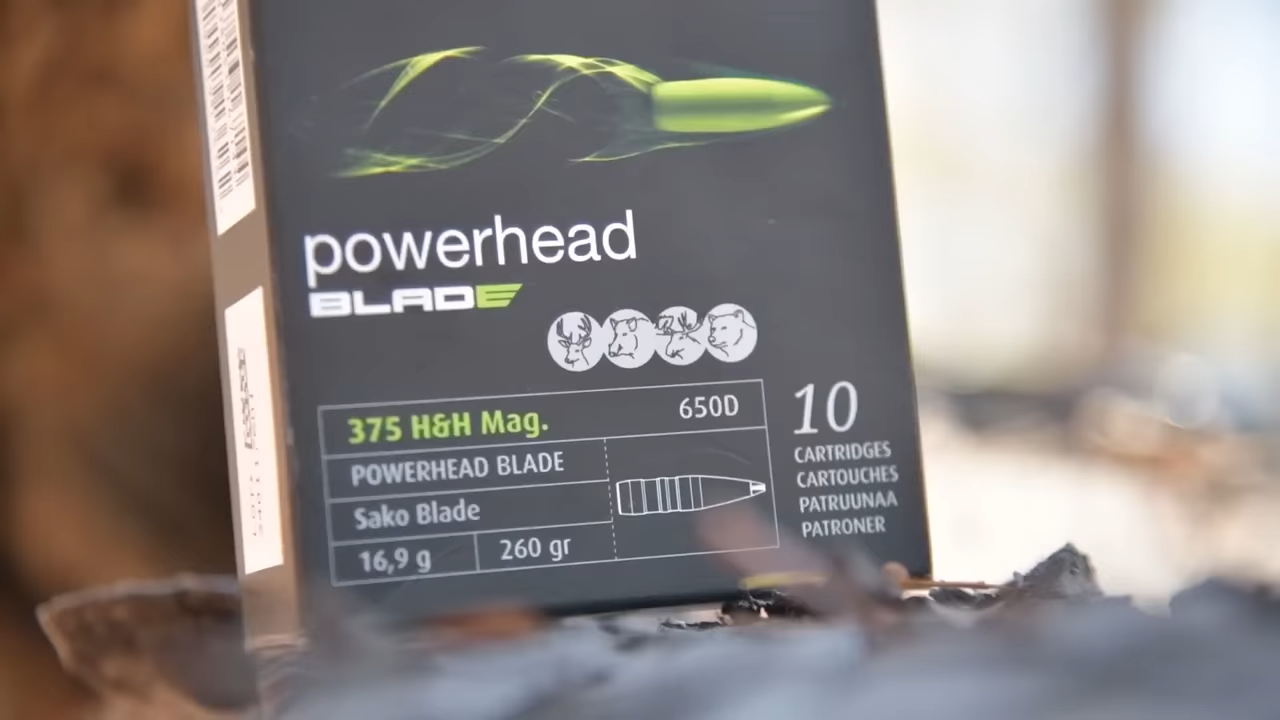 powerhead
BLADE
375 H&H Mag. 650D
POWERHEAD BLADE
Sako Blade
16,9 g 260 gr
10
CARTRIDGES
CARTOUCHES
PATRUUNAA
PATRONER